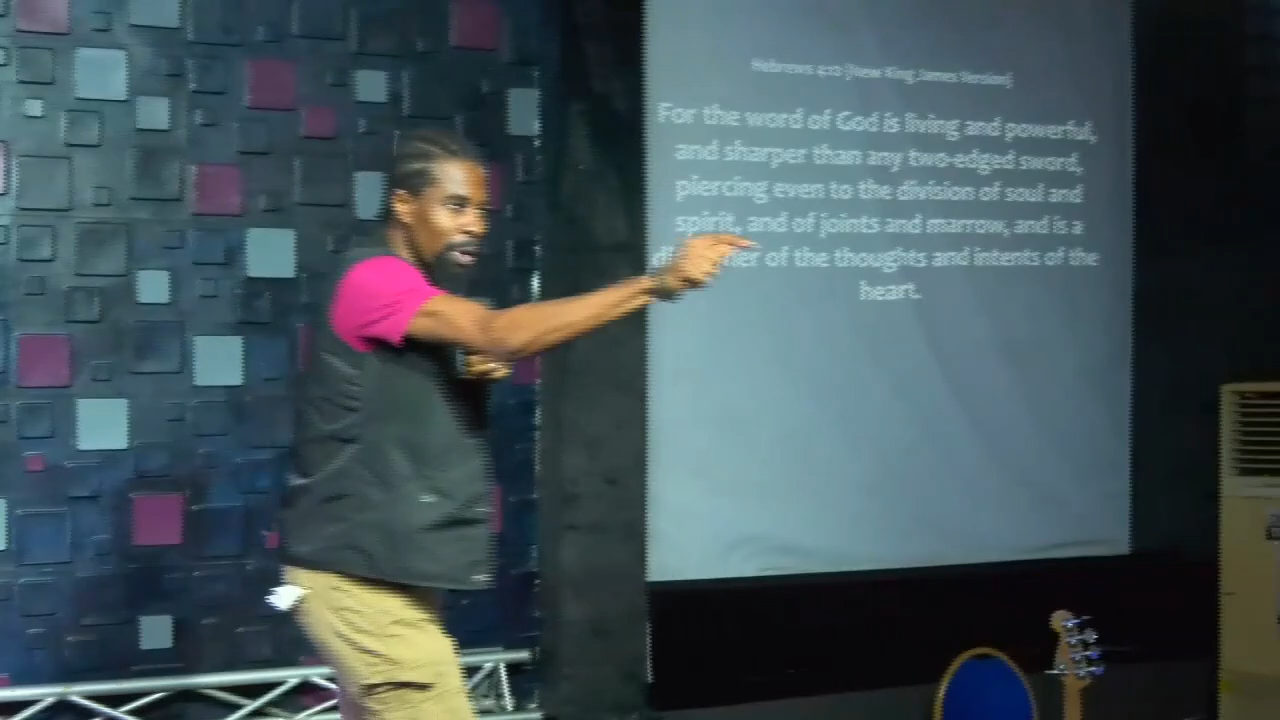 Hebrews 4:12 [New King James Version]
For the word of God is living and powerful,
and sharper than any two-edged sword,
piercing even to the division of soul and
spirit, and of joints and marrow, and is a
of the thoughts and intents of the
heart.